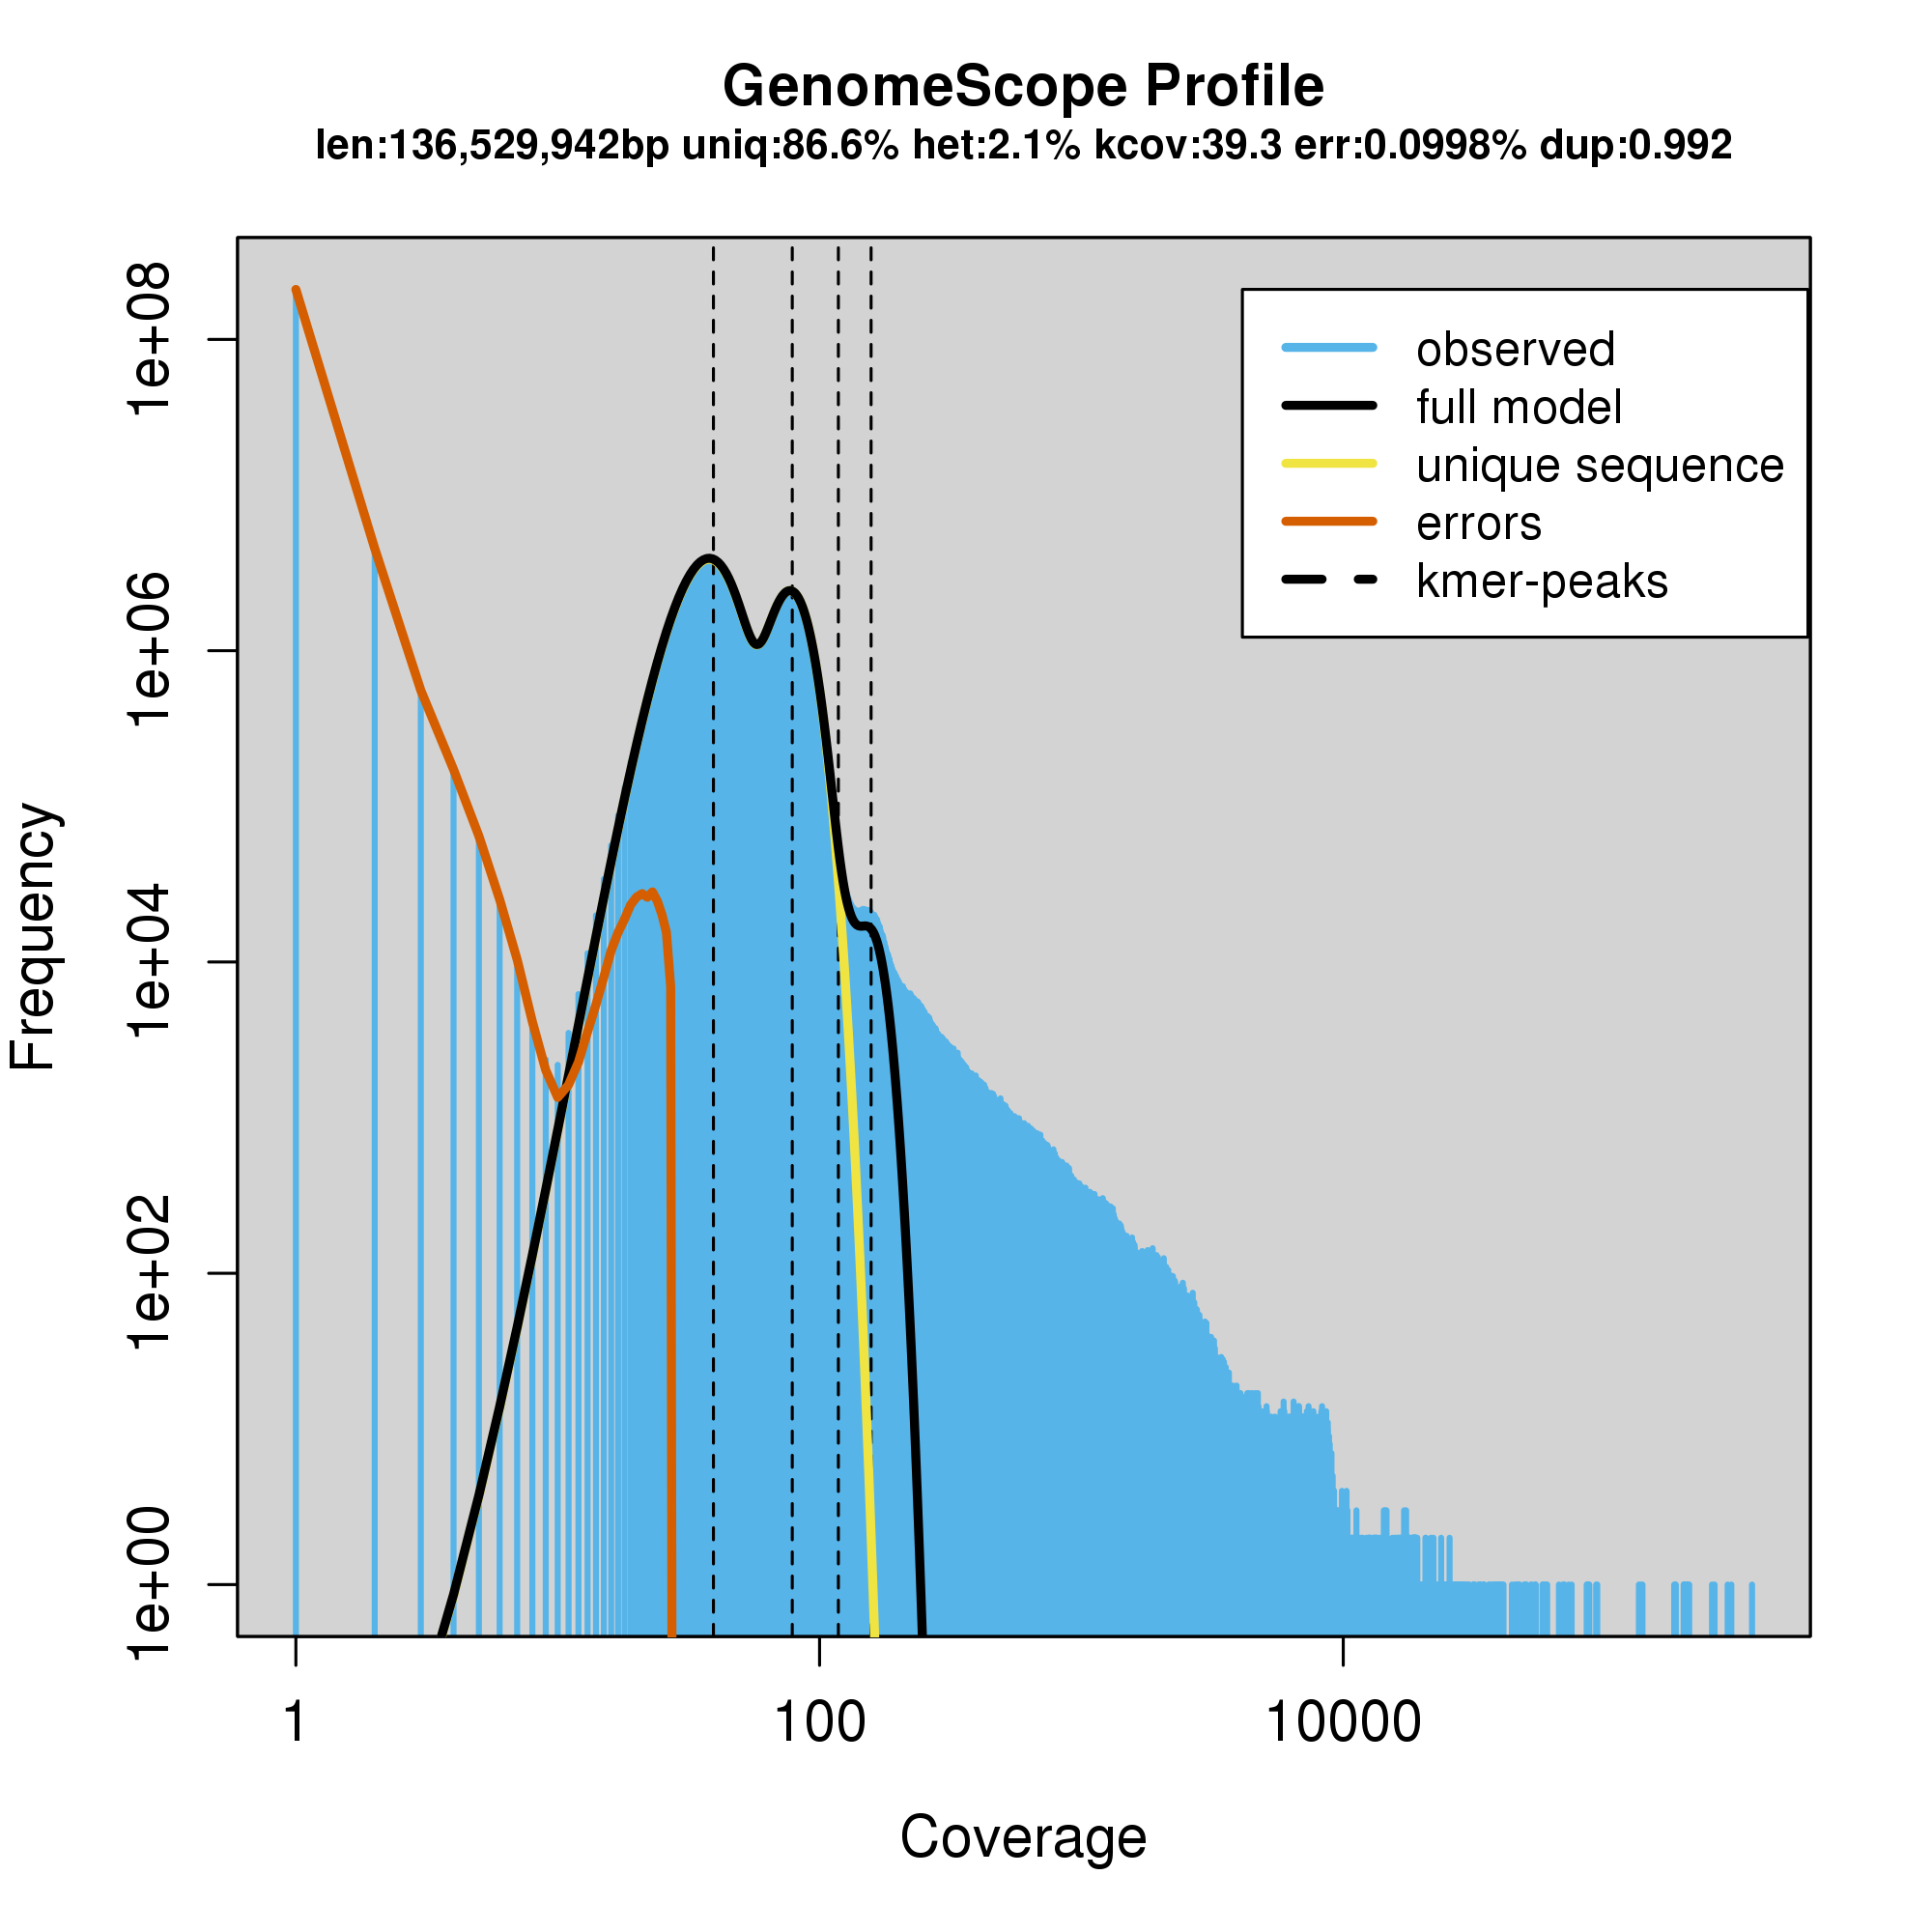 GenomeScope Profile
len:136,529,942bp uniq:86.6% het:2.1% kcov:39.3 err:0.0998% dup:0.992
observed
full model
unique sequence
errors
kmer-peaks
Frequency
1e+08
1e+06
1e+04
1e+02
1e+00
1
100
10000
Coverage